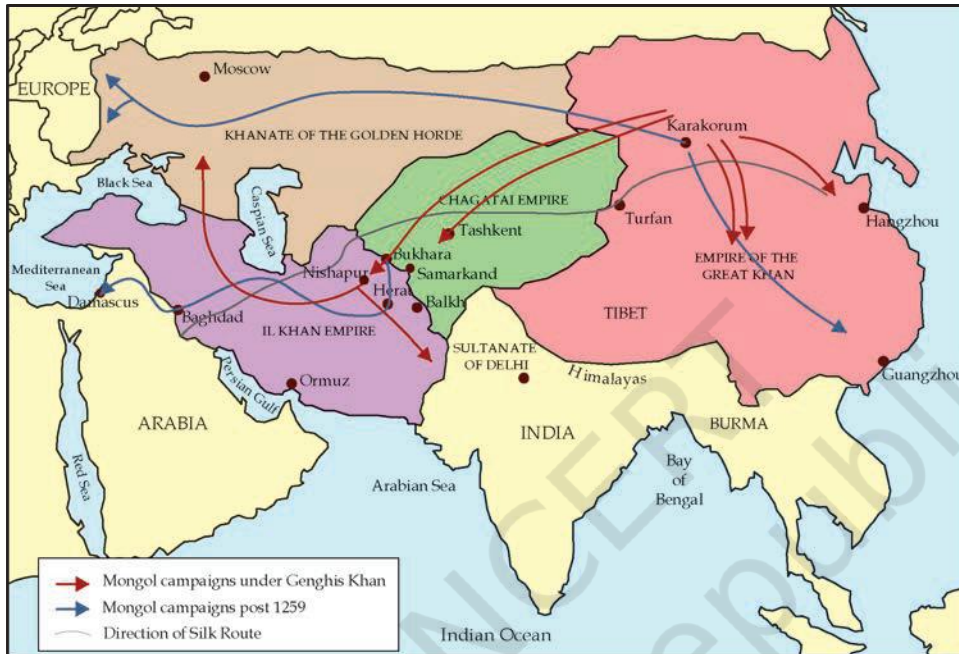 Moscow
EUROPE
KHANATE OF THE GOLDEN HORDE
Karakorum
Black Sea
Caspian Sea
CHAGATAI EMPIRE
Turfan
Hangzhou
Tashkent
Bukhara
EMPIRE OF
THE
GREAT KHAN
Mediterranean
Sea
Nishapur
Samarkand
Herat
Damascus
Balkh
Baghdad
IL KHAN EMPIRE
TIBET
SULTANATE
OF DELHI
Himalayas
Guangzhou
Persian Gulf
Ormuz
ARABIA
INDIA
BURMA
Red Sea
Arabian Sea
Bay
of
Bengal
Mongol campaigns under Genghis Khan
Mongol campaigns post 1259
Direction of Silk Route
Indian Ocean
NCERT
republi